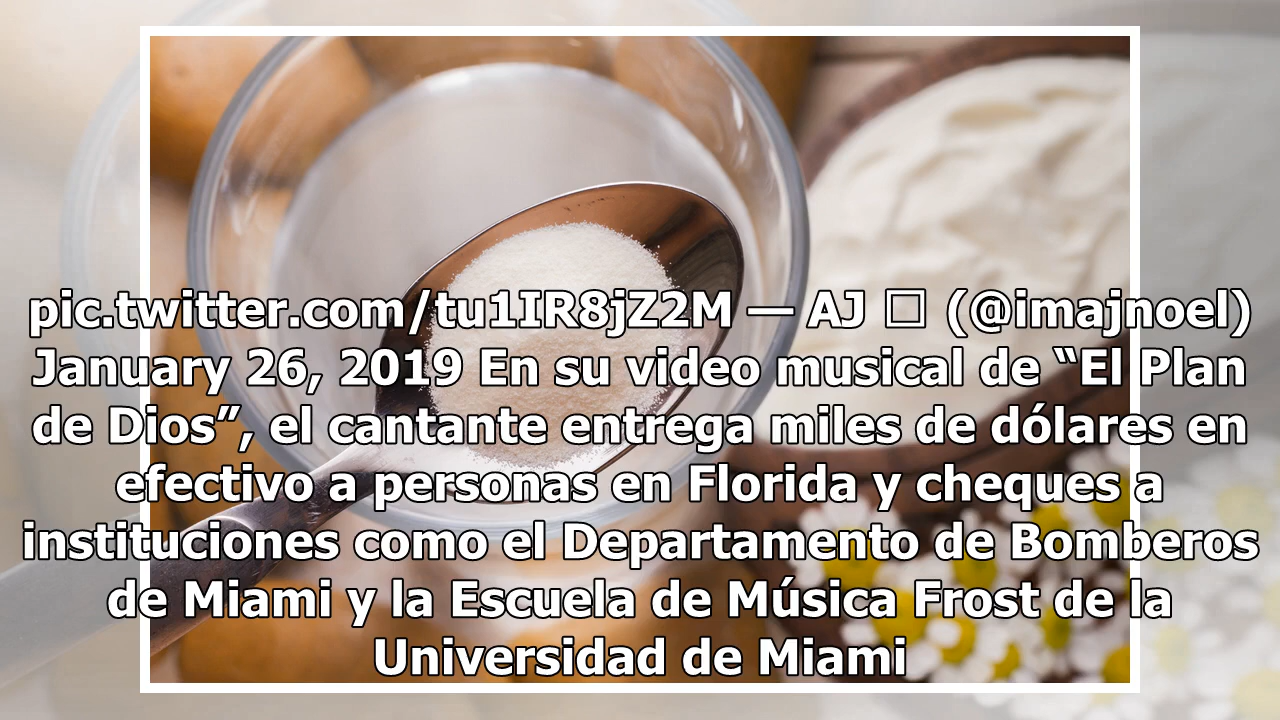 pic.twitter.com/tu1IR8jZ2M — AJ □ (@imajnoel)
January 26, 2019 En su video musical de “El Plan
de Dios”, el cantante entrega miles de dólares en
efectivo a personas en Florida y cheques a
instituciones como el Departamento de Bomberos
de Miami y la Escuela de Música Frost de la
Universidad de Miami